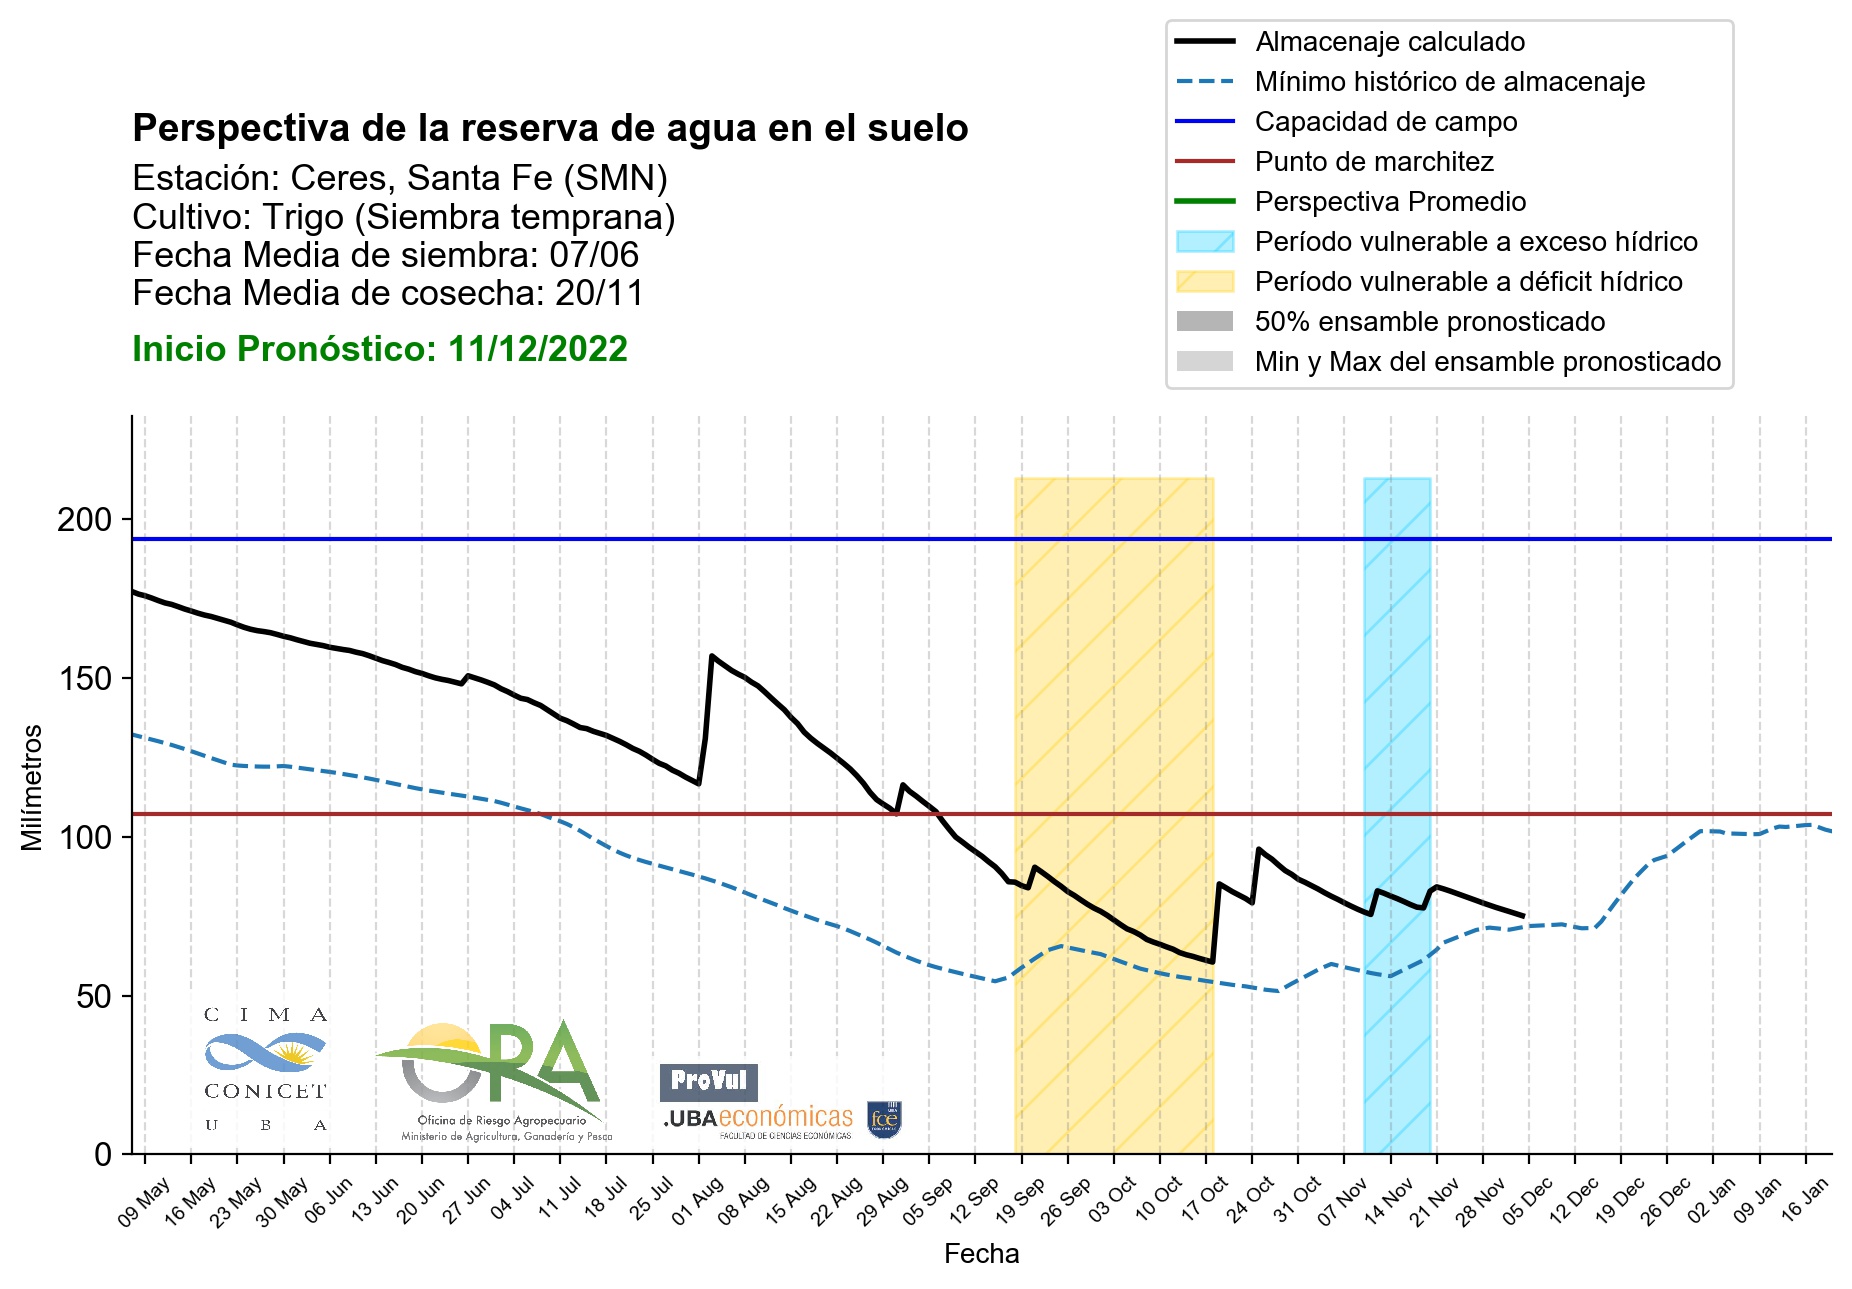 Almacenaje calculado
Mínimo histórico de almacenaje
Capacidad de campo
Punto de marchitez
Perspectiva Promedio
Período vulnerable a exceso hídrico
Período vulnerable a déficit hídrico
50% ensamble pronosticado
Min y Max del ensamble pronosticado
Perspectiva de la reserva de agua en el suelo
Estación: Ceres, Santa Fe (SMN)
Cultivo: Trigo (Siembra temprana)
Fecha Media de siembra: 07/06
Fecha Media de cosecha: 20/11
Inicio Pronóstico: 11/12/2022
Milímetros
200
150
100
50
0
CIMA
CONICET
UBA
OPA
Oficina de Riesgo Agropecuario
Ministerio de Agricultura, Ganadería y Pesca
ProVul
.UBAeconómicas
FACULTAD DE CIENCIAS ECONÓMICAS
fce
09 May 16 May 23 May 30 May 06 Jun 13 Jun 20 Jun 27 Jun 04 Jul 11 Jul 18 Jul 25 Jul 01 Aug 08 Aug 15 Aug 22 Aug 29 Aug 05 Sep 12 Sep 19 Sep 26 Sep 03 Oct 10 Oct 17 Oct 24 Oct 31 Oct 07 Nov 14 Nov 21 Nov 28 Nov 05 Dec 12 Dec 19 Dec 26 Dec 02 Jan 09 Jan 16 Jan
Fecha